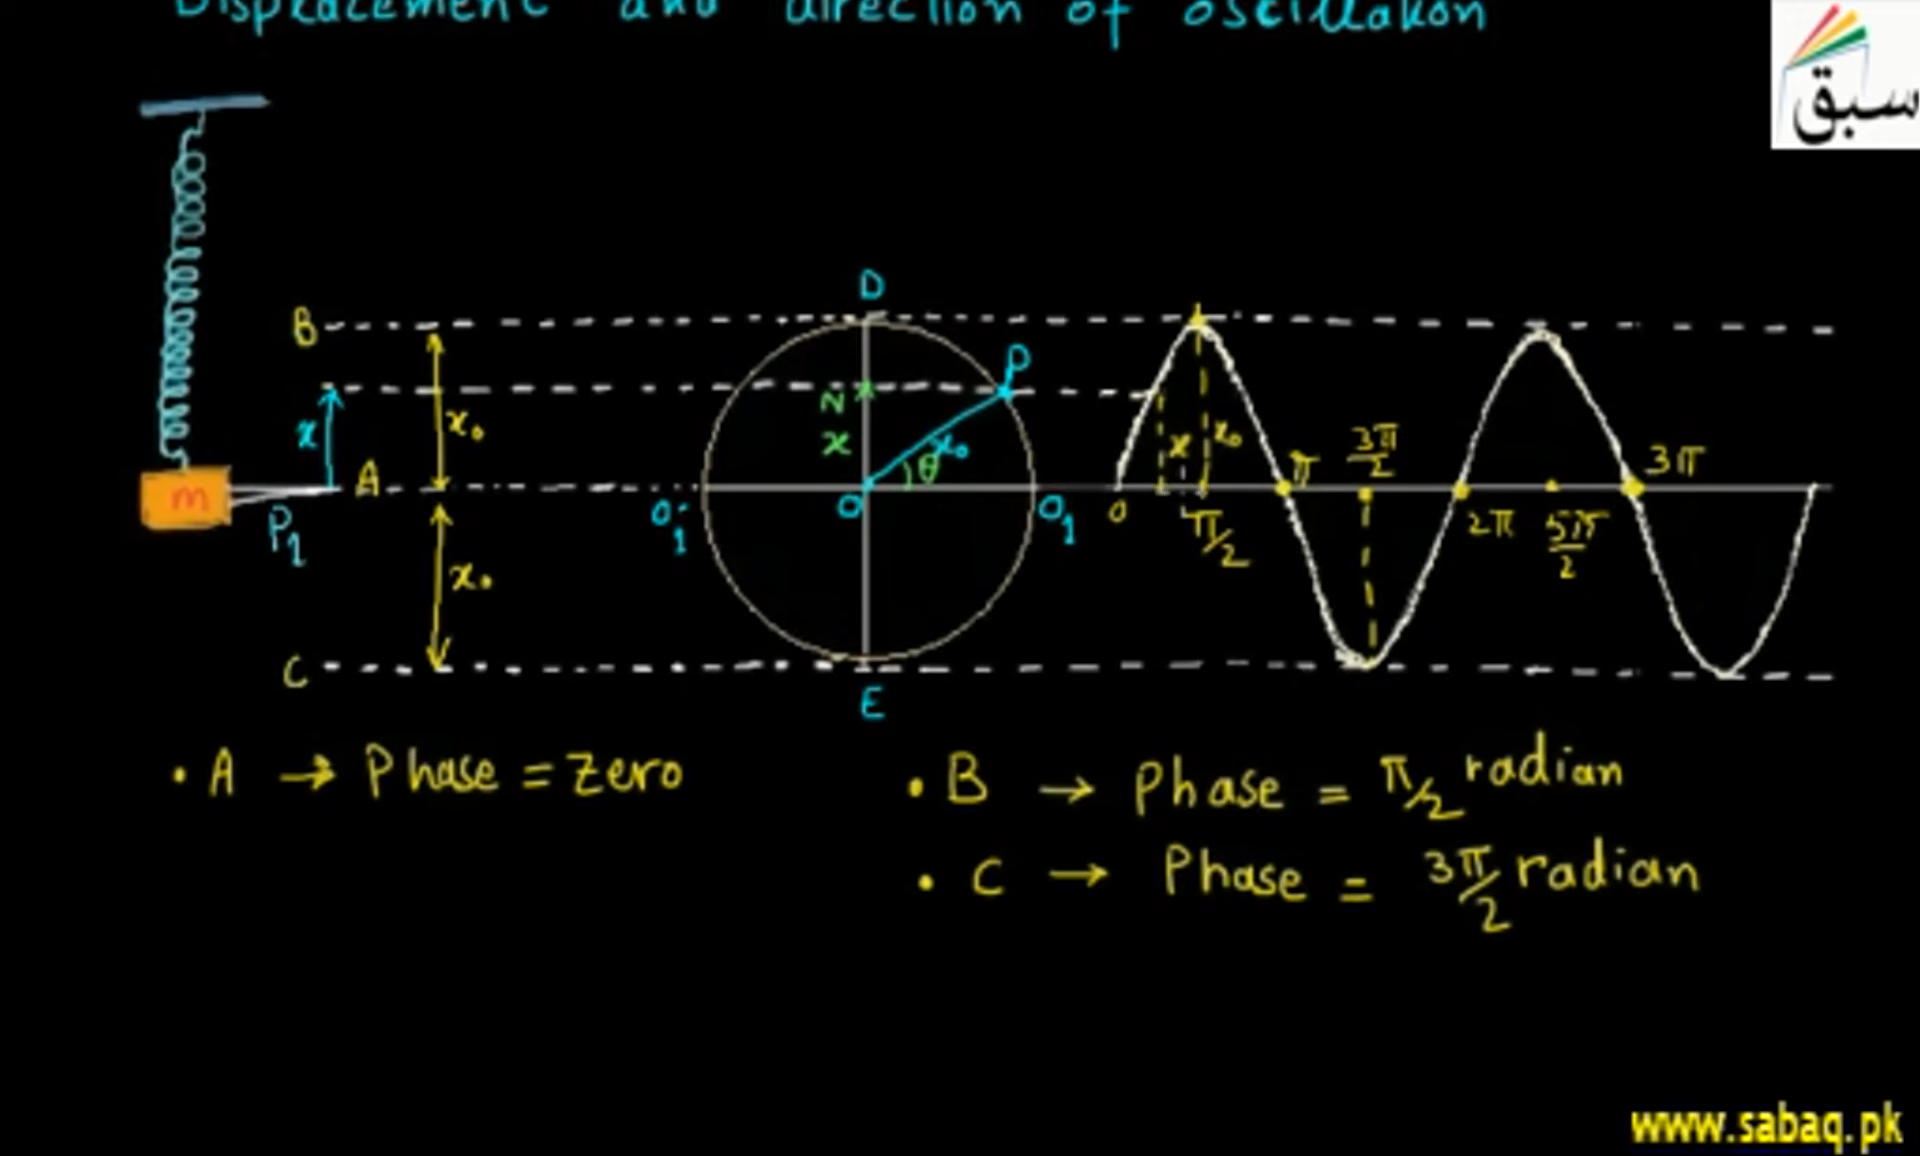 Displacement and direction of oscillation
سبق
D
B
P
N
x x₀ x x₀ x x₀ 3π/2 3π
θ π
m A
P₁ O₁' O O₁ 0 π/2 2π 5π/2
x₀
C
E
• A → Phase = Zero
• B → Phase = π/2 radian
• C → Phase = 3π/2 radian
www.sabaq.pk